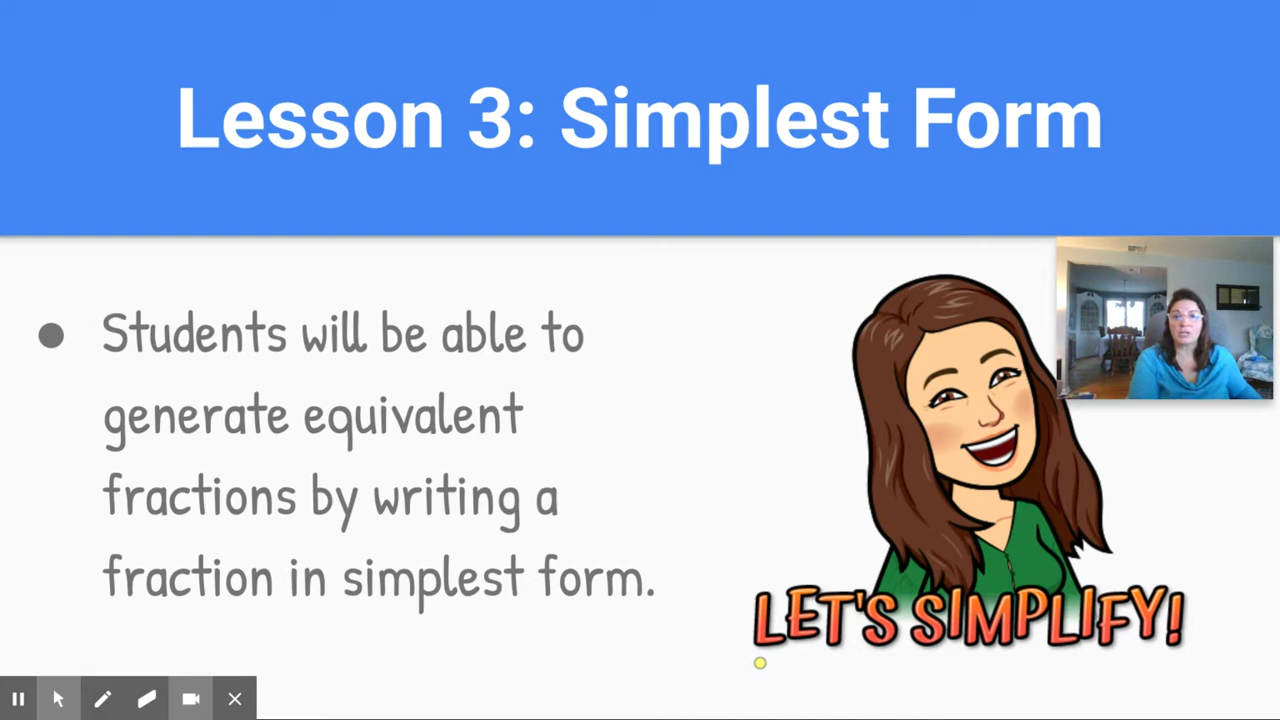 Lesson 3: Simplest Form
● Students will be able to
generate equivalent
fractions by writing a
fraction in simplest form.
LET'S SIMPLIFY!